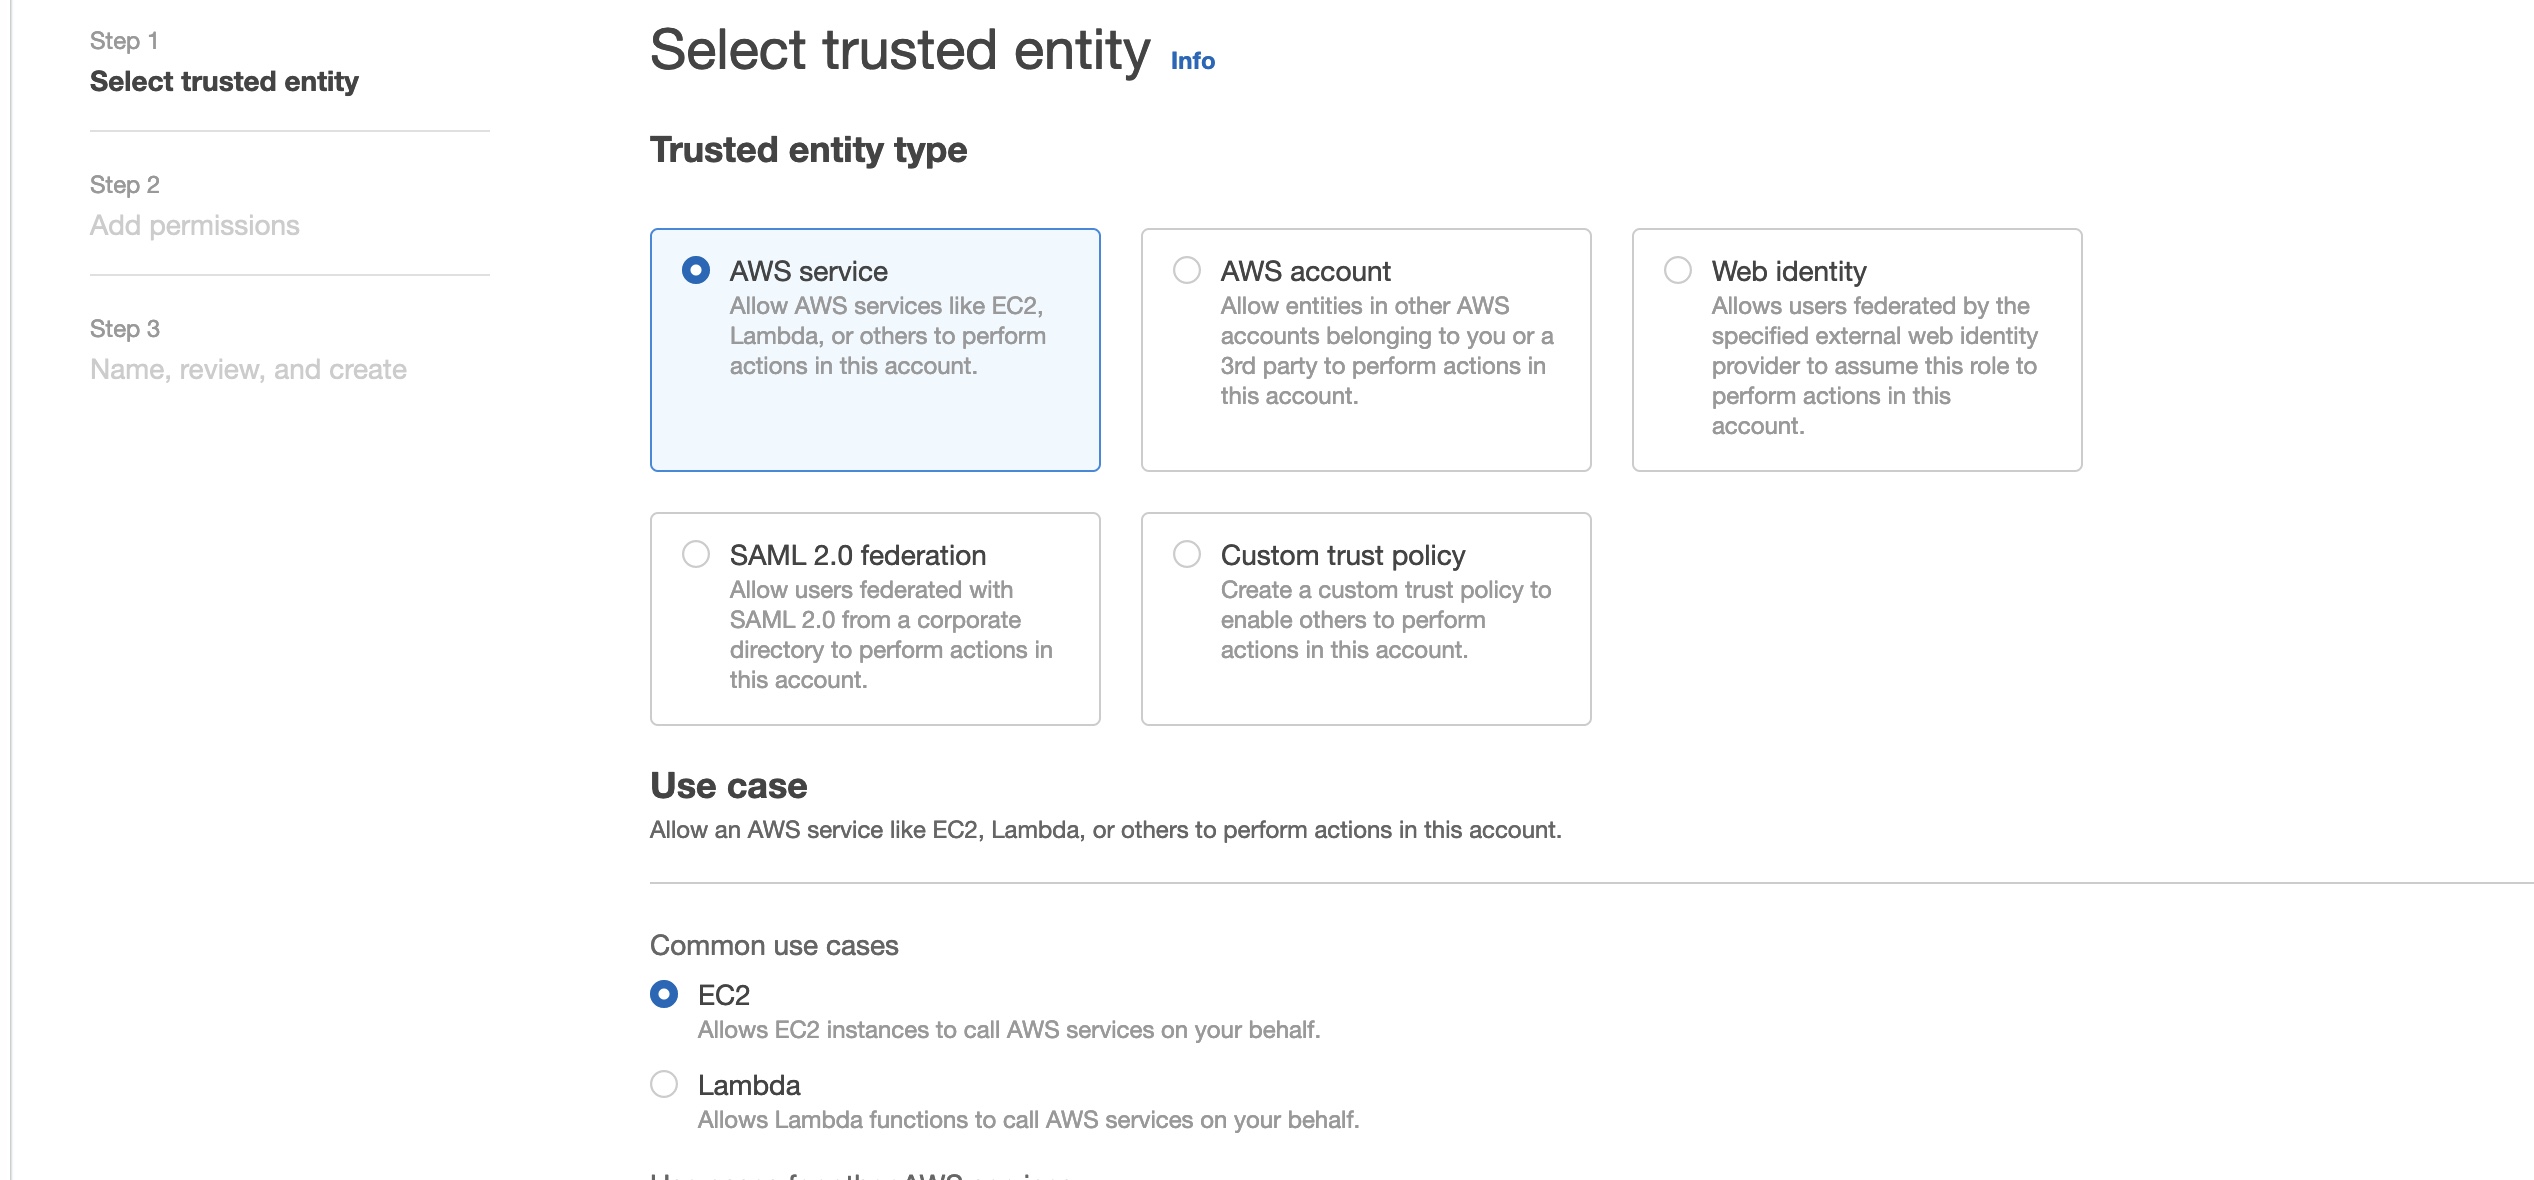 Step 1
Select trusted entity
Step 2
Add permissions
Step 3
Name, review, and create
Select trusted entity Info
Trusted entity type
AWS service
Allow AWS services like EC2,
Lambda, or others to perform
actions in this account.
AWS account
Allow entities in other AWS
accounts belonging to you or a
3rd party to perform actions in
this account.
Web identity
Allows users federated by the
specified external web identity
provider to assume this role to
perform actions in this
account.
SAML 2.0 federation
Allow users federated with
SAML 2.0 from a corporate
directory to perform actions in
this account.
Custom trust policy
Create a custom trust policy to
enable others to perform
actions in this account.
Use case
Allow an AWS service like EC2, Lambda, or others to perform actions in this account.
Common use cases
EC2
Allows EC2 instances to call AWS services on your behalf.
Lambda
Allows Lambda functions to call AWS services on your behalf.